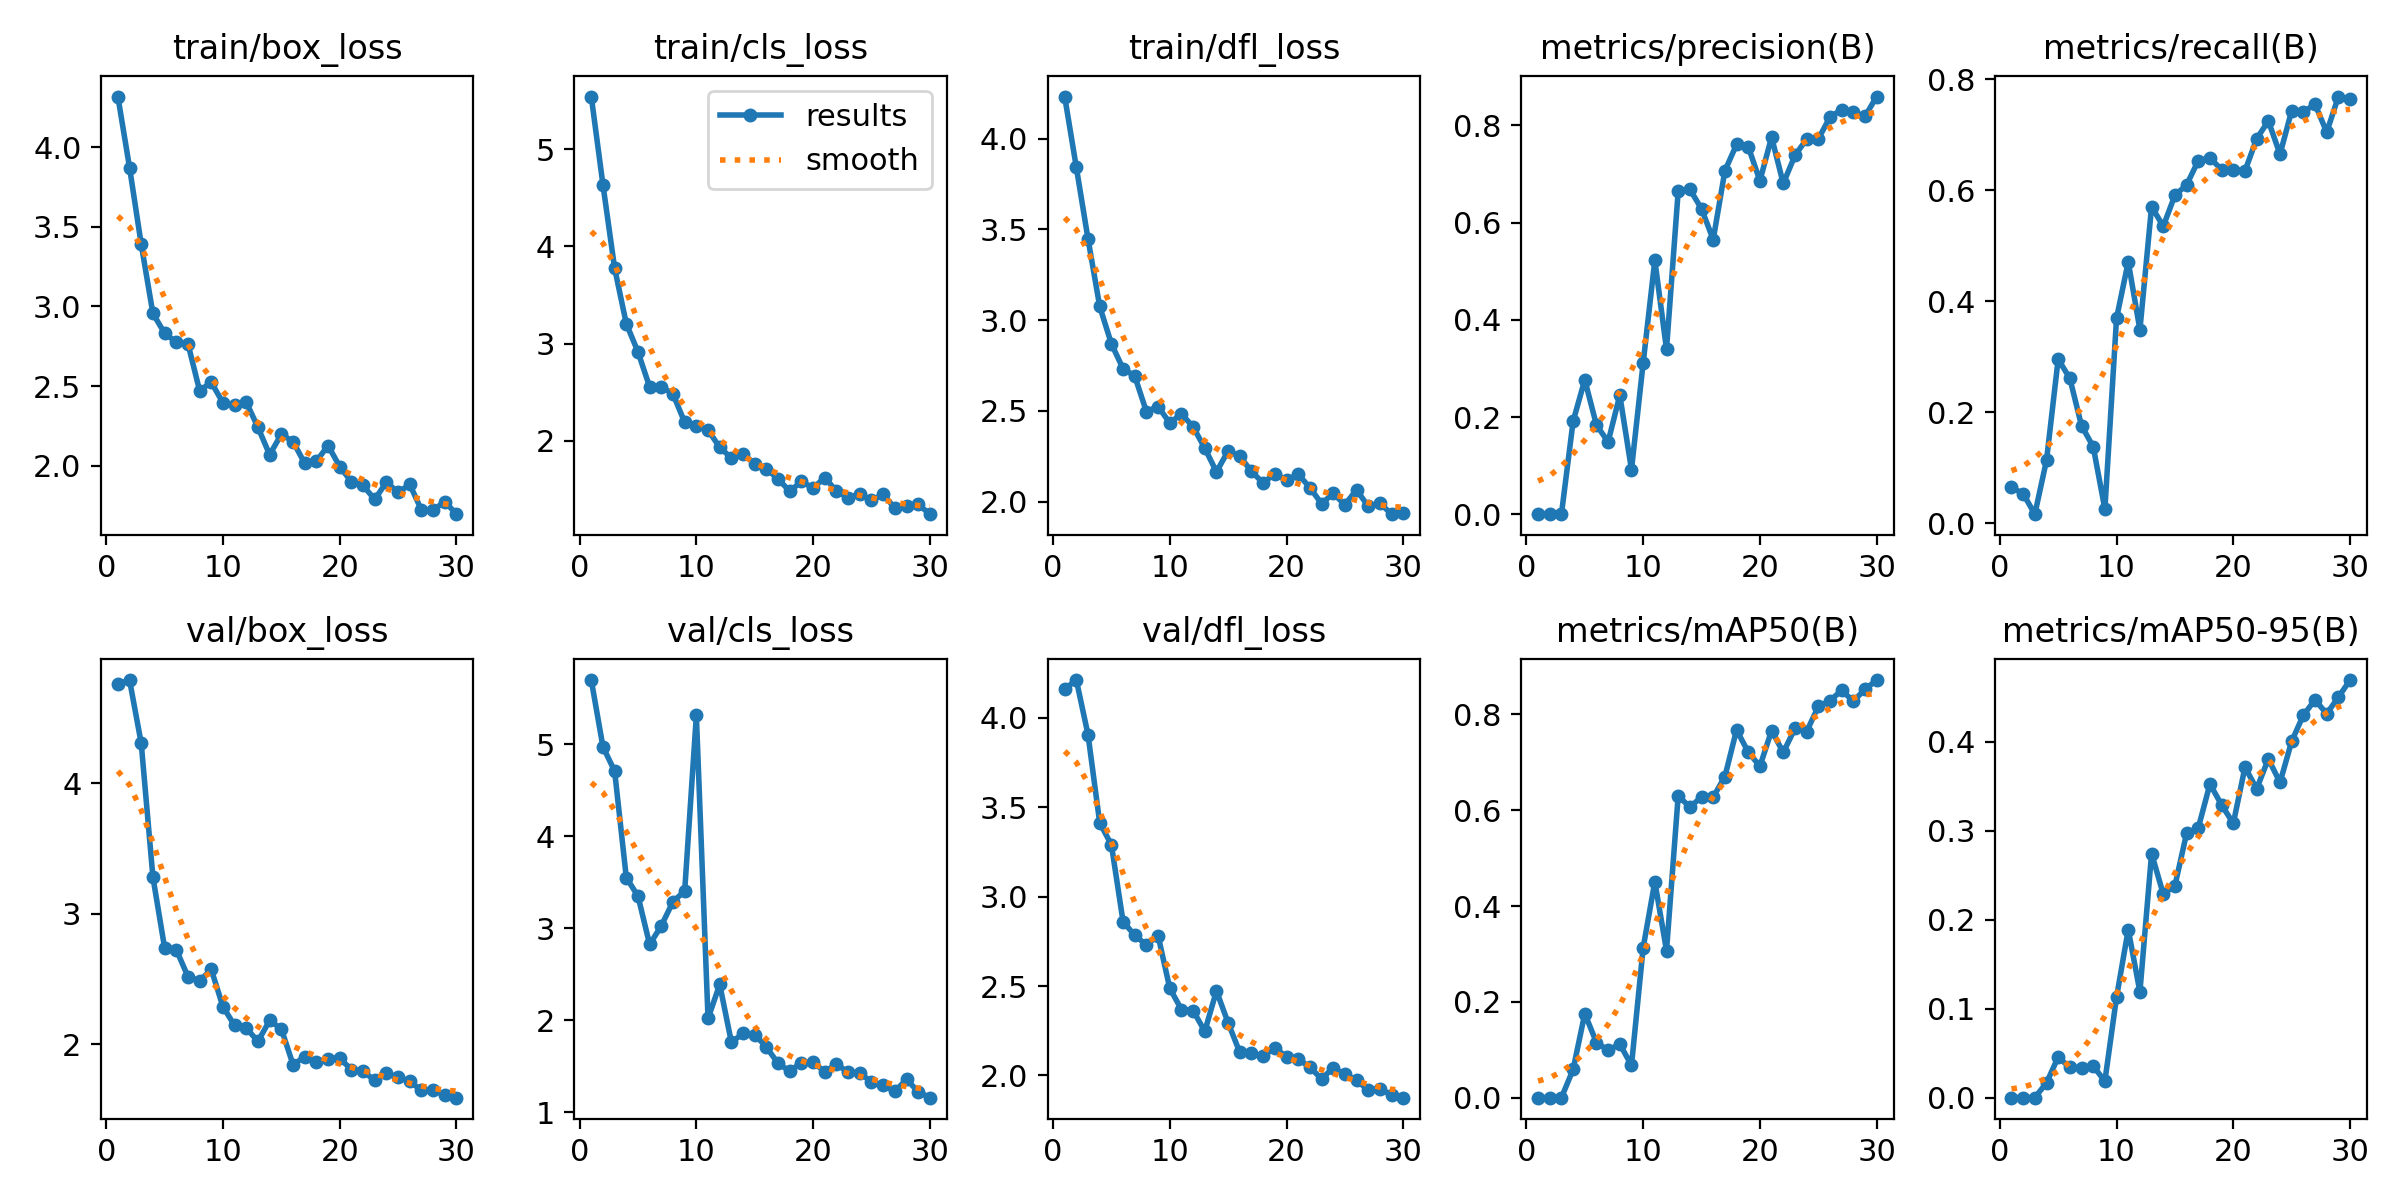 train/box_loss
4.0
3.5
3.0
2.5
2.0
0 10 20 30
train/cls_loss
results
smooth
5
4
3
2
0 10 20 30
train/dfl_loss
4.0
3.5
3.0
2.5
2.0
0 10 20 30
metrics/precision(B)
0.8
0.6
0.4
0.2
0.0
0 10 20 30
metrics/recall(B)
0.8
0.6
0.4
0.2
0.0
0 10 20 30
val/box_loss
4
3
2
0 10 20 30
val/cls_loss
5
4
3
2
1
0 10 20 30
val/dfl_loss
4.0
3.5
3.0
2.5
2.0
0 10 20 30
metrics/mAP50(B)
0.8
0.6
0.4
0.2
0.0
0 10 20 30
metrics/mAP50-95(B)
0.4
0.3
0.2
0.1
0.0
0 10 20 30